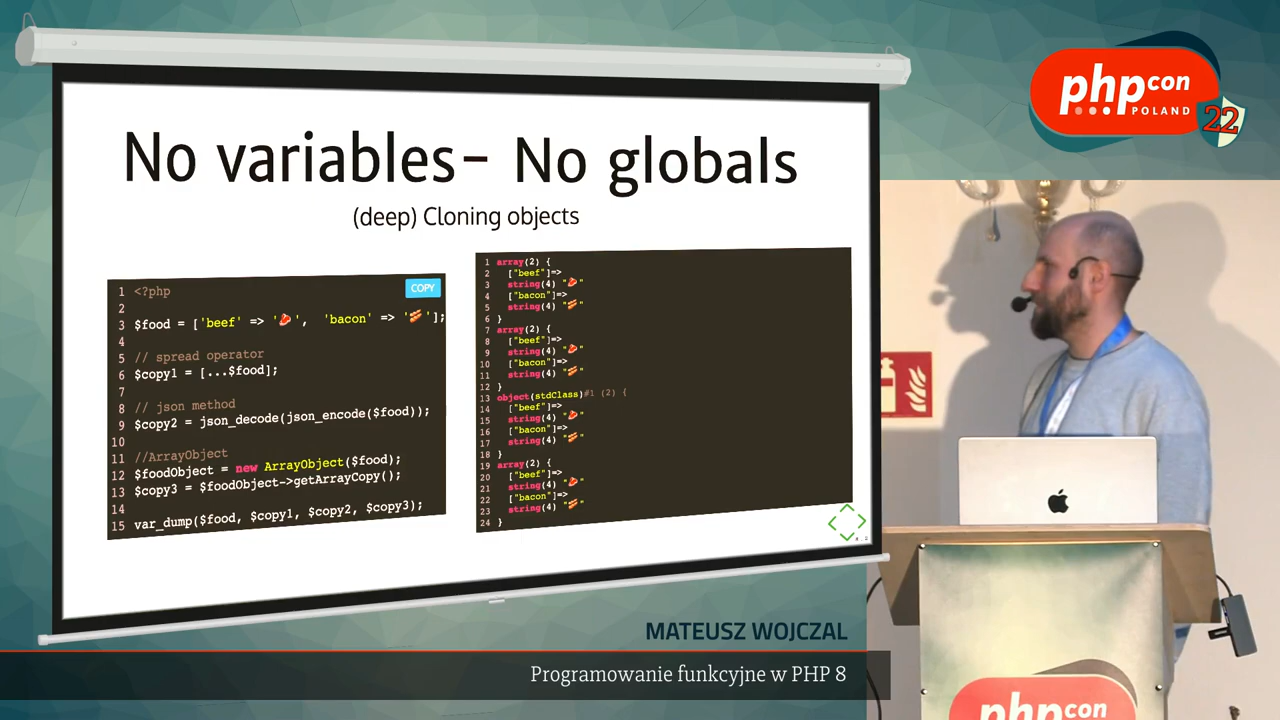 No variables- No globals
(deep) Cloning objects
1 <?php
COPY
2
3 $food = ['beef' => '🥩', 'bacon' => '🥓'];
4
5 // spread operator
6 $copy1 = [...$food];
7
8 // json method
9 $copy2 = json_decode(json_encode($food));
10
11 //ArrayObject
12 $foodObject = new ArrayObject($food);
13 $copy3 = $foodObject->getArrayCopy();
14
15 var_dump($food, $copy1, $copy2, $copy3);
1 array(2) {
2 ["beef"]=>
3 string(4) "🥩"
4 ["bacon"]=>
5 string(4) "🥓"
6 }
7 array(2) {
8 ["beef"]=>
9 string(4) "🥩"
10 ["bacon"]=>
11 string(4) "🥓"
12 }
13 object(stdClass)#1 (2) {
14 ["beef"]=>
15 string(4) "🥩"
16 ["bacon"]=>
17 string(4) "🥓"
18 }
19 array(2) {
20 ["beef"]=>
21 string(4) "🥩"
22 ["bacon"]=>
23 string(4) "🥓"
24 }
phpcon
POLAND
22
MATEUSZ WOJCZAL
Programowanie funkcyjne w PHP 8
phpcon